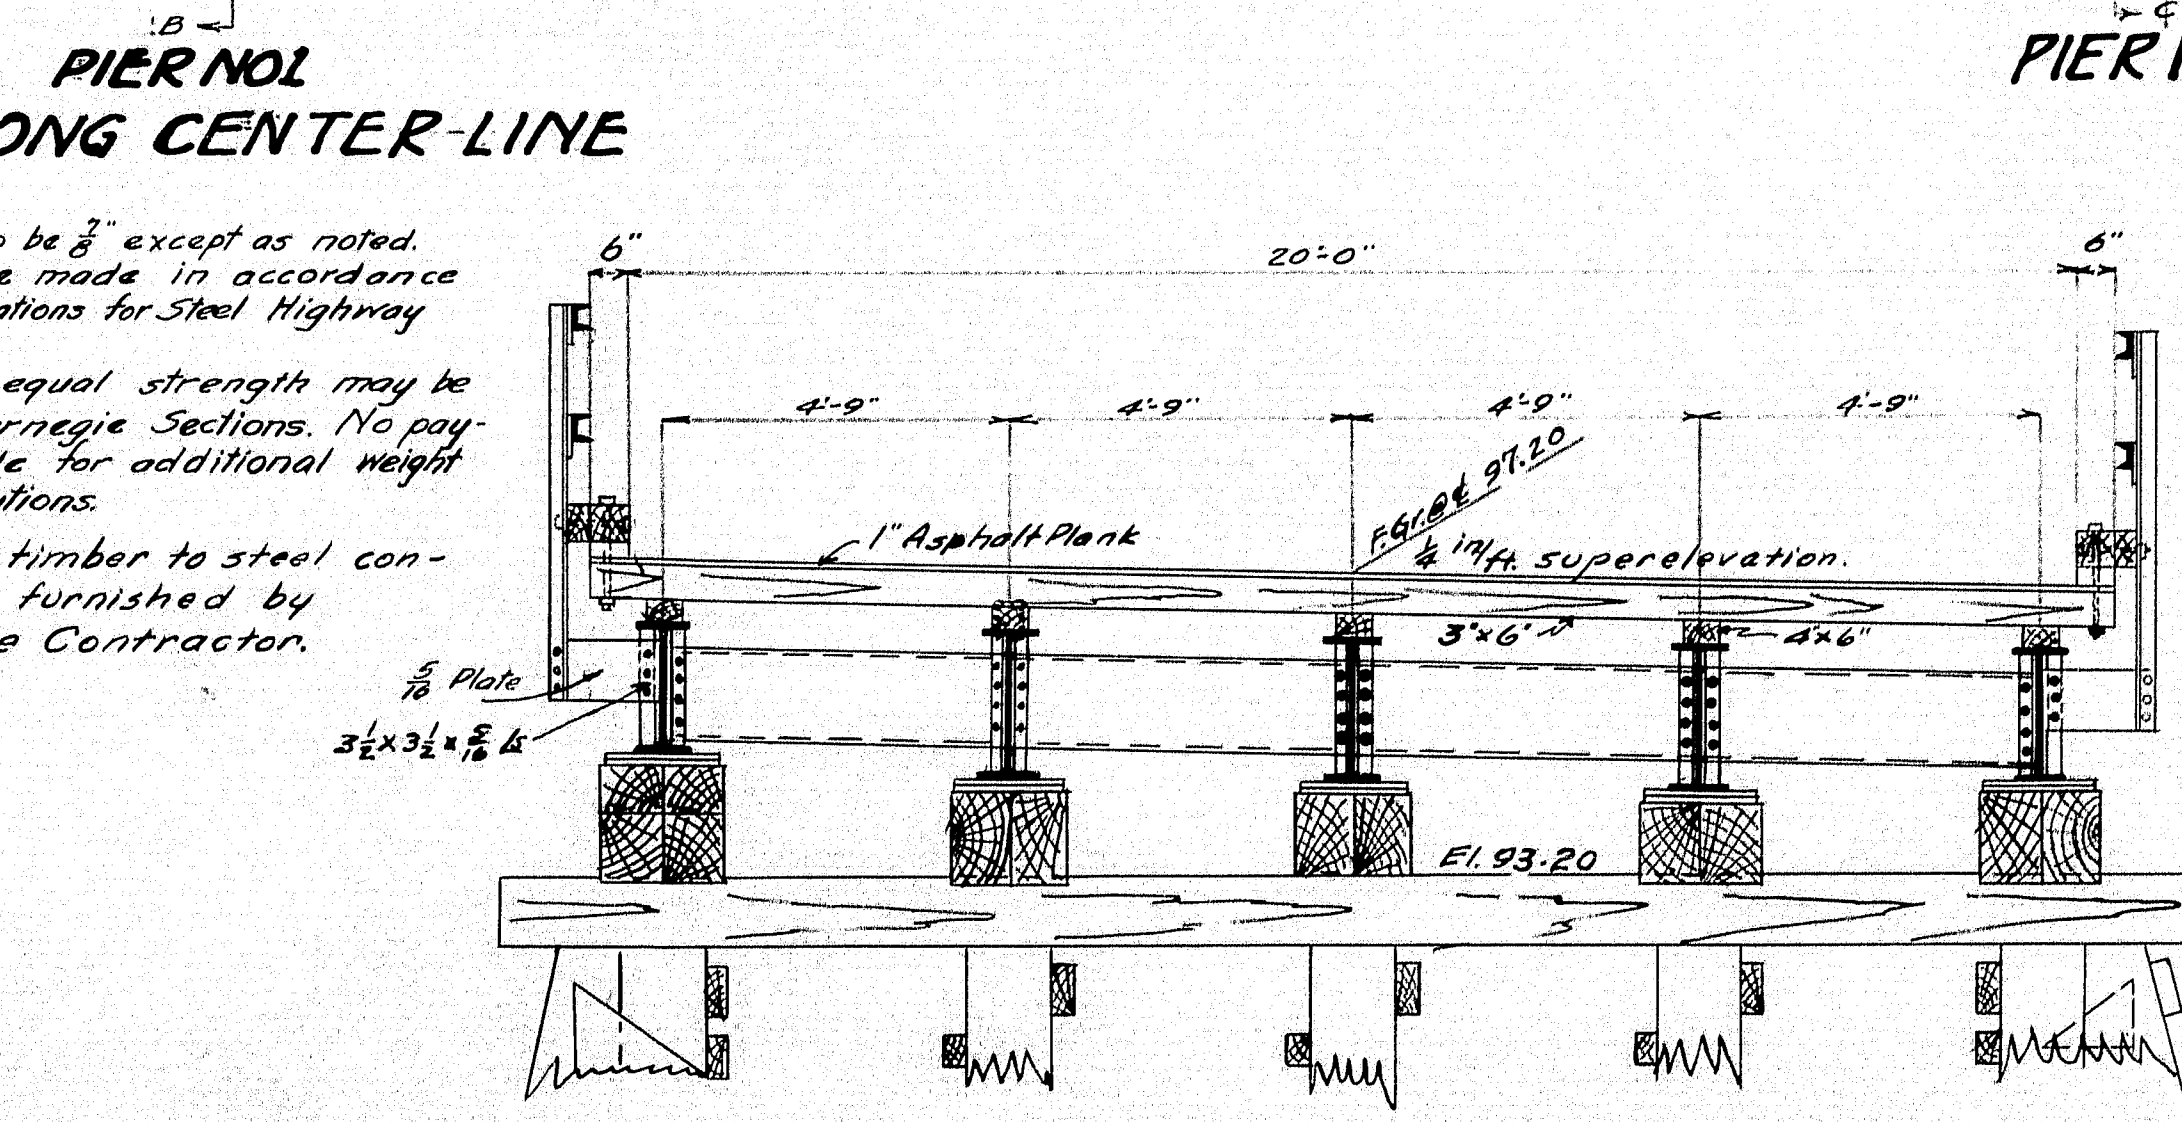 B
PIER NO1
ONG CENTER-LINE
be 7/8" except as noted.
made in accordance
ations for Steel Highway
equal strength may be
rnegie Sections. No pay-
for additional weight
tions.
timber to steel con-
furnished by
Contractor.
℄
PIER
6"
20'-0"
6"
4'-9"
4'-9"
4'-9"
4'-9"
1" Asphalt Plank
F.Gr.@℄ 97.20
1/4 in/ft. superelevation.
3"x6"
4"x6"
5/16 Plate
3 1/2 x 3 1/2 x 5/16 Ls
El. 93.20